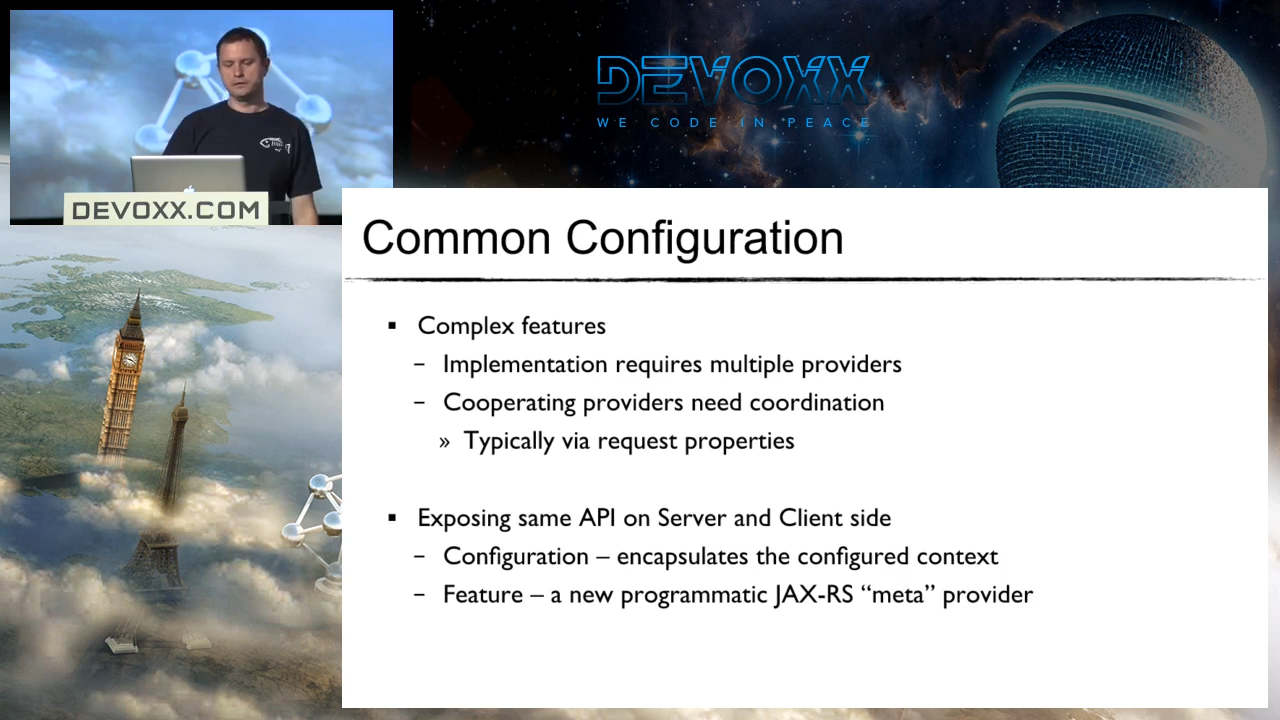 DEVOXX
WE CODE IN PEACE
DEVOXX.COM
Common Configuration
▪ Complex features
– Implementation requires multiple providers
– Cooperating providers need coordination
» Typically via request properties
▪ Exposing same API on Server and Client side
– Configuration – encapsulates the configured context
– Feature – a new programmatic JAX-RS “meta” provider